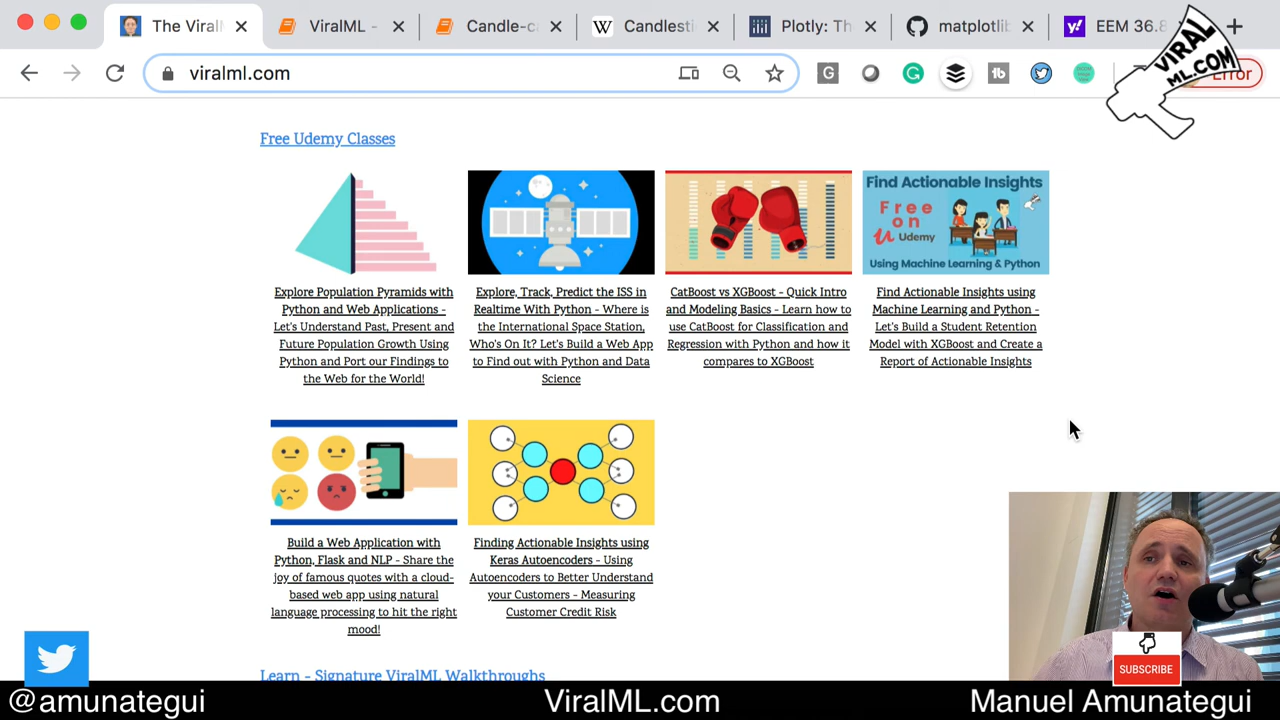 The Viral
ViralML -
Candle-c
Candlesti
Plotly: Th
matplotlib
EEM 36.8
viralml.com
Error
VIRAL
ML.COM
Free Udemy Classes
Find Actionable Insights
Free
on
Udemy
Using Machine Learning & Python
Explore Population Pyramids with
Python and Web Applications -
Let's Understand Past, Present and
Future Population Growth Using
Python and Port our Findings to
the Web for the World!
Explore, Track, Predict the ISS in
Realtime With Python - Where is
the International Space Station,
Who's On It? Let's Build a Web App
to Find out with Python and Data
Science
CatBoost vs XGBoost - Quick Intro
and Modeling Basics - Learn how to
use CatBoost for Classification and
Regression with Python and how it
compares to XGBoost
Find Actionable Insights using
Machine Learning and Python -
Let's Build a Student Retention
Model with XGBoost and Create a
Report of Actionable Insights
Build a Web Application with
Python, Flask and NLP - Share the
joy of famous quotes with a cloud-
based web app using natural
language processing to hit the right
mood!
Finding Actionable Insights using
Keras Autoencoders - Using
Autoencoders to Better Understand
your Customers - Measuring
Customer Credit Risk
Learn - Signature ViralML Walkthroughs
SUBSCRIBE
@amunategui
ViralML.com
Manuel Amunategui